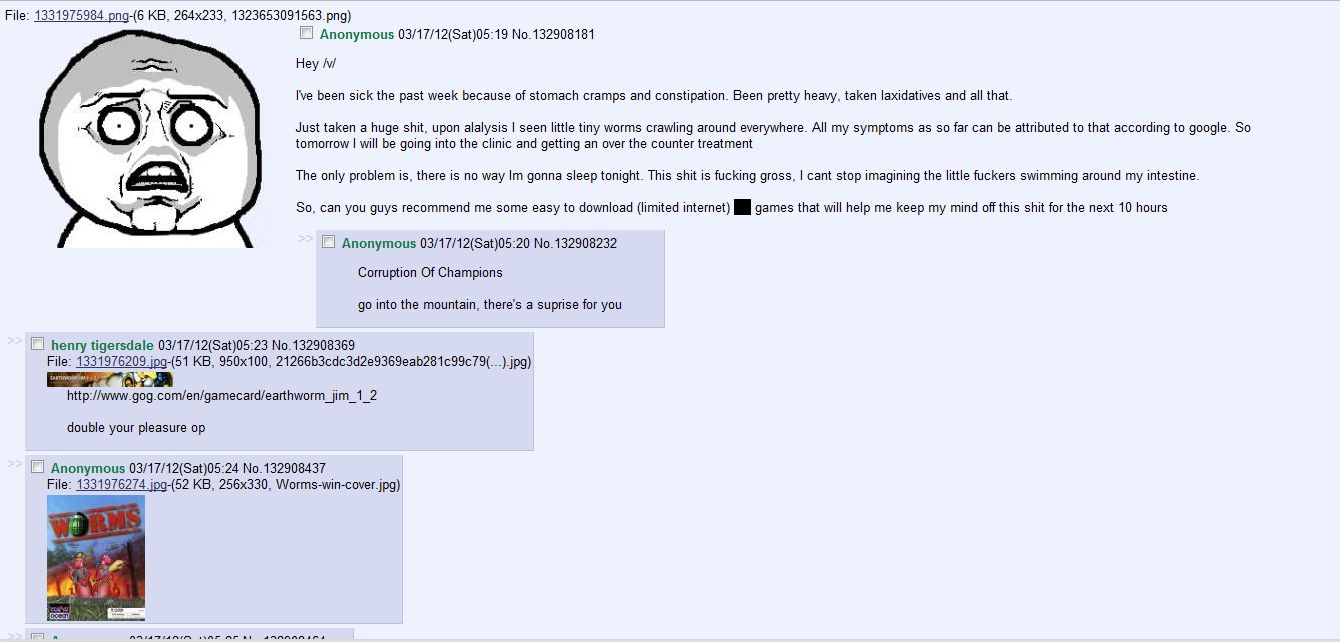 File: 1331975984.png-(6 KB, 264x233, 1323653091563.png)
Anonymous 03/17/12(Sat)05:19 No.132908181
Hey /v/
I've been sick the past week because of stomach cramps and constipation. Been pretty heavy, taken laxidatives and all that.
Just taken a huge shit, upon alalysis I seen little tiny worms crawling around everywhere. All my symptoms as so far can be attributed to that according to google. So
tomorrow I will be going into the clinic and getting an over the counter treatment
The only problem is, there is no way Im gonna sleep tonight. This shit is fucking gross, I cant stop imagining the little fuckers swimming around my intestine.
So, can you guys recommend me some easy to download (limited internet) games that will help me keep my mind off this shit for the next 10 hours
>> Anonymous 03/17/12(Sat)05:20 No.132908232
Corruption Of Champions
go into the mountain, there's a suprise for you
>> henry tigersdale 03/17/12(Sat)05:23 No.132908369
File: 1331976209.jpg-(51 KB, 950x100, 21266b3cdc3d2e9369eab281c99c79(...).jpg)
http://www.gog.com/en/gamecard/earthworm_jim_1_2
double your pleasure op
>> Anonymous 03/17/12(Sat)05:24 No.132908437
File: 1331976274.jpg-(52 KB, 256x330, Worms-win-cover.jpg)
WORMS
ocean
>>